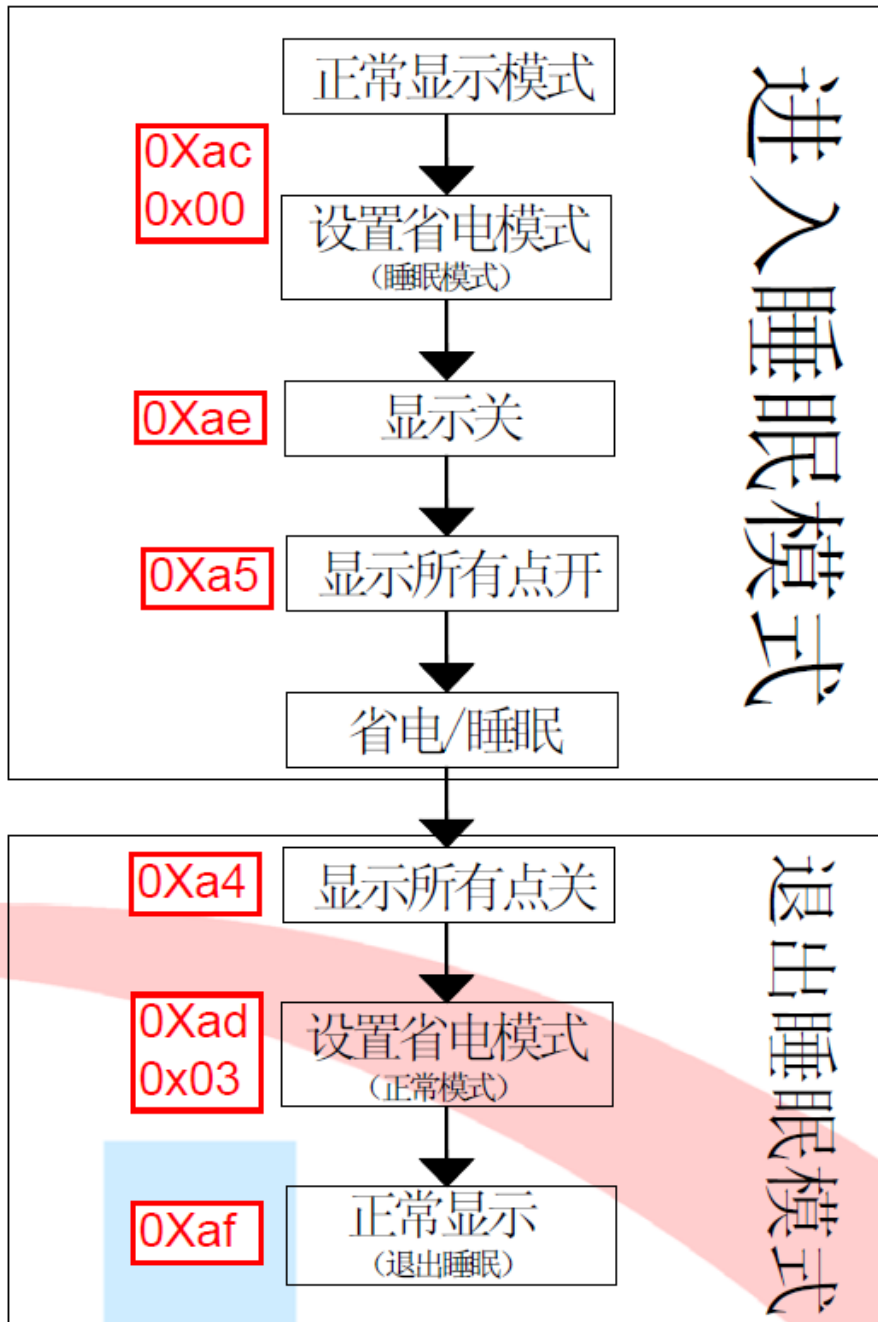 正常显示模式
0Xac
0x00
设置省电模式
（睡眠模式）
0Xae
显示关
0Xa5
显示所有点开
省电/睡眠
进入睡眠模式
0Xa4
显示所有点关
0Xad
0x03
设置省电模式
（正常模式）
0Xaf
正常显示
（退出睡眠）
退出睡眠模式